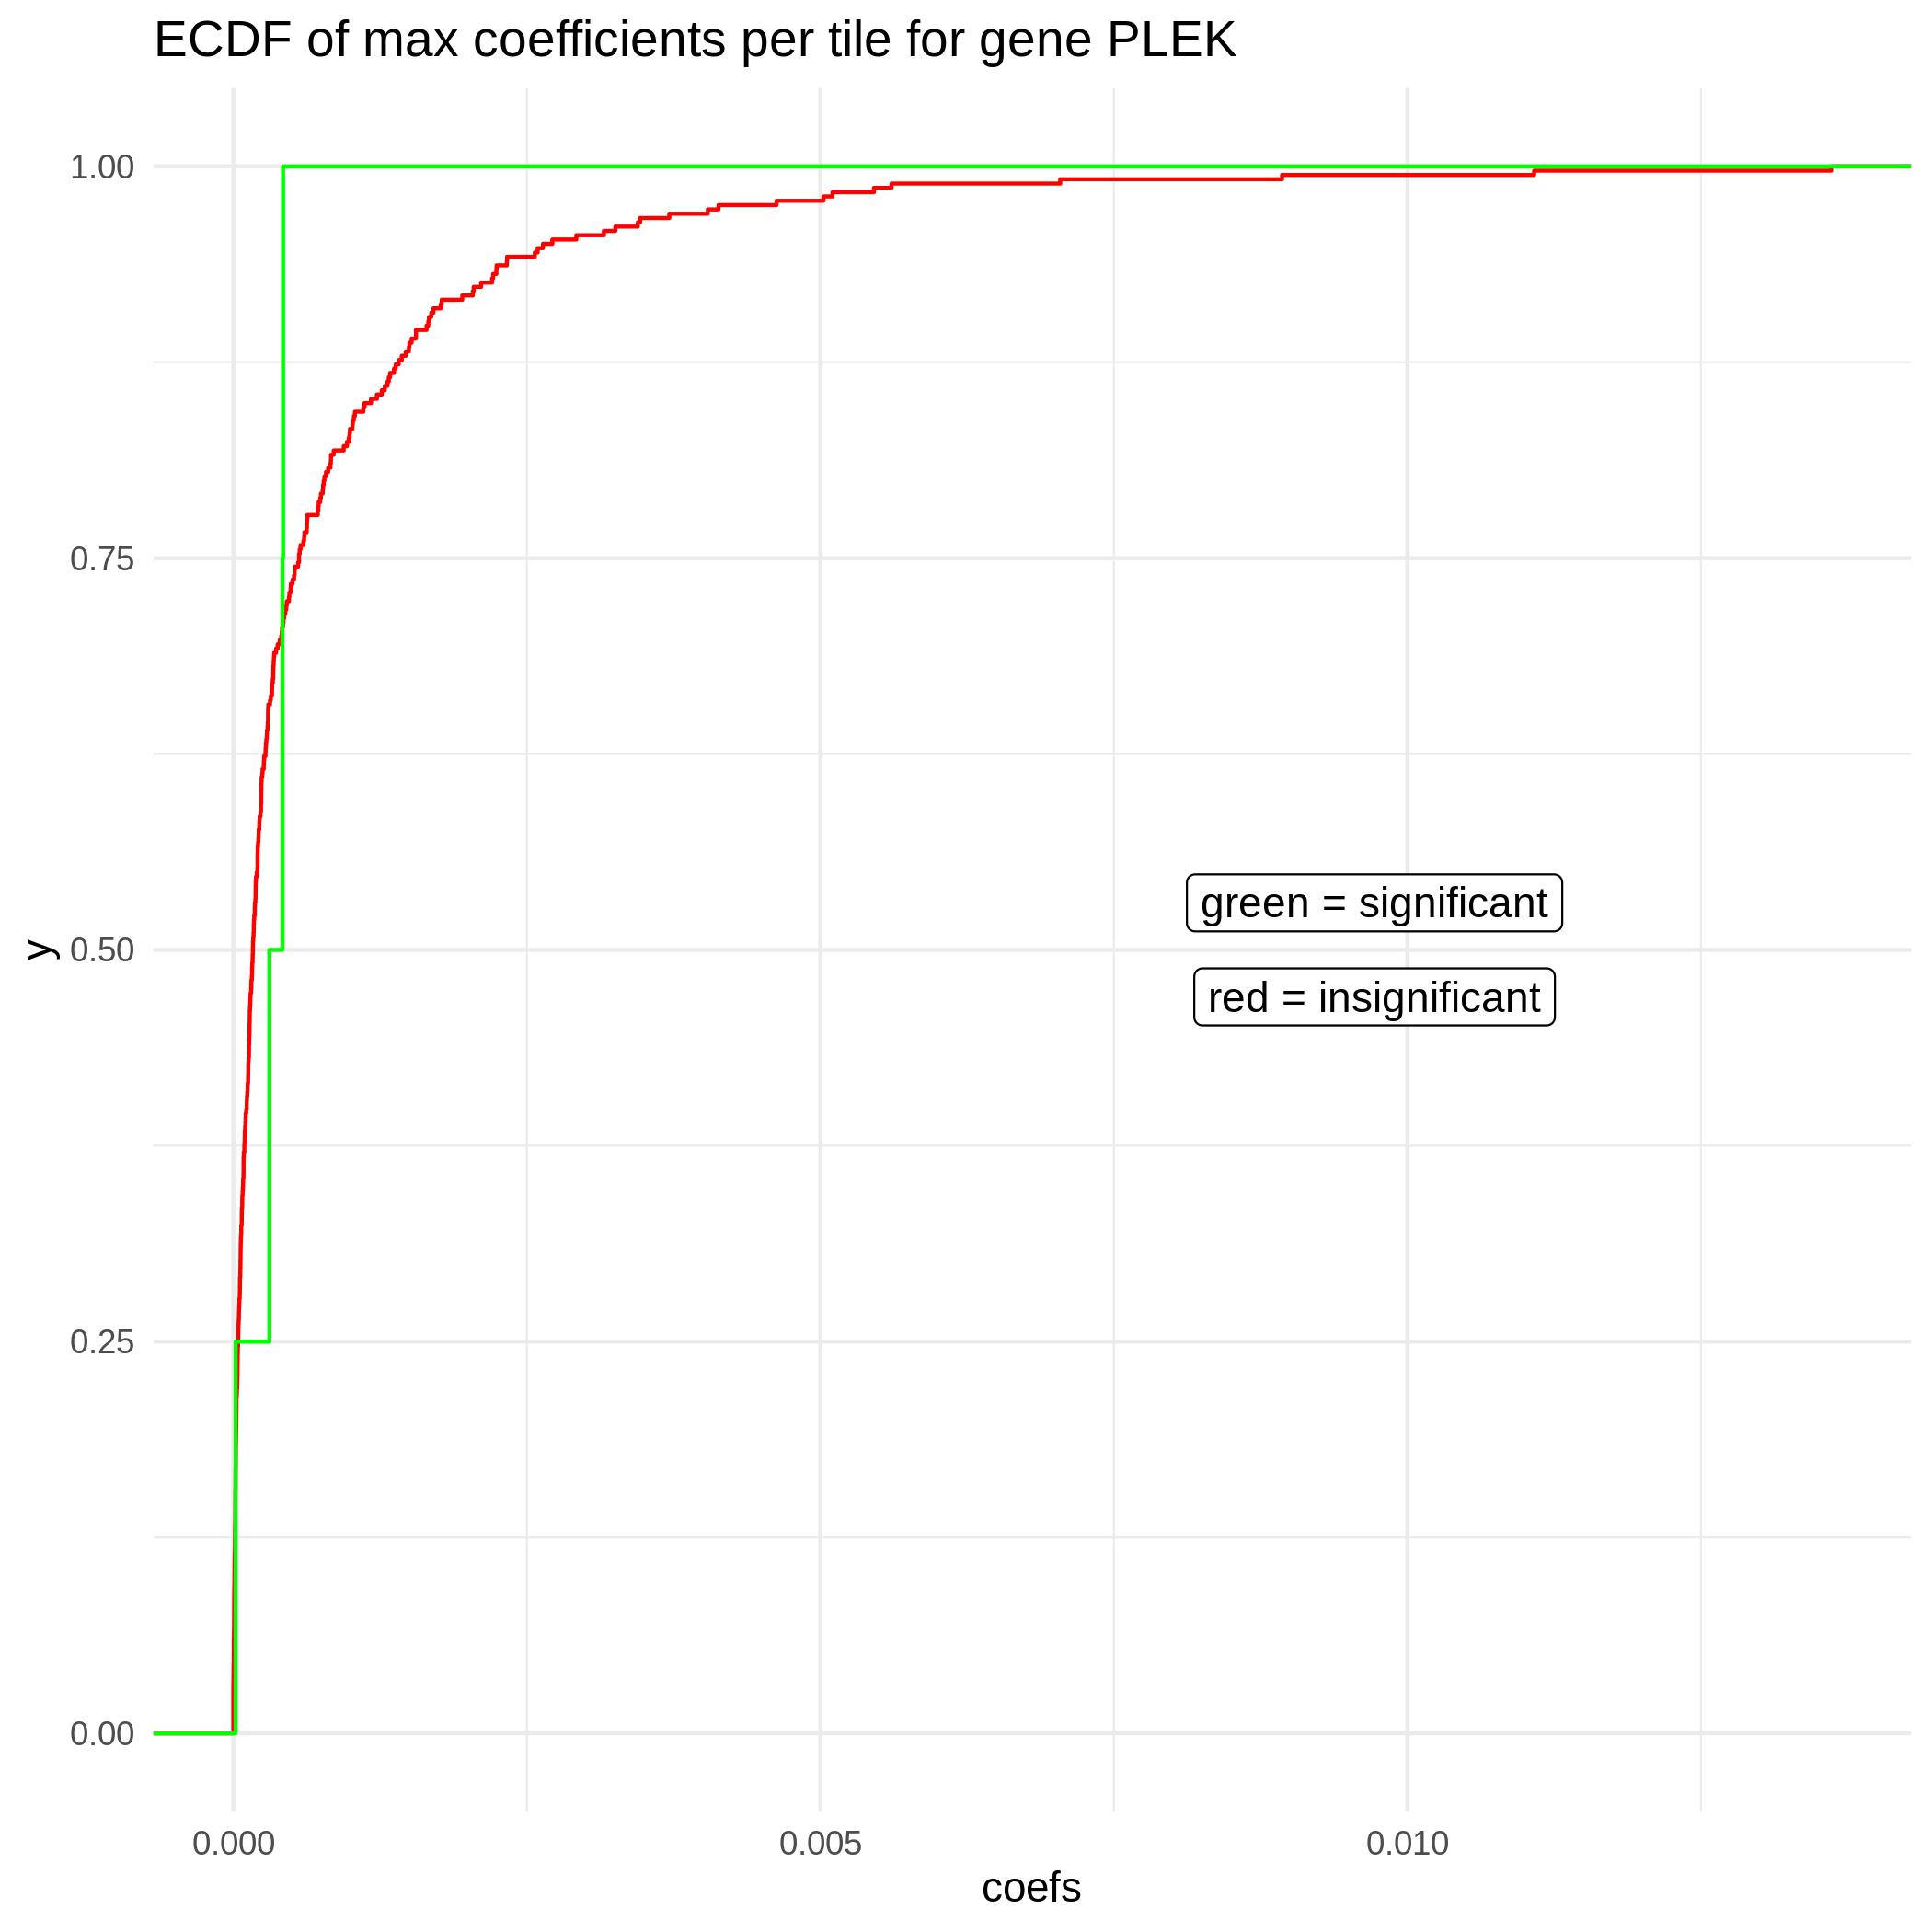 ECDF of max coefficients per tile for gene PLEK
1.00
0.75
0.50
0.25
0.00
y
green = significant
red = insignificant
0.000
0.005
0.010
coefs